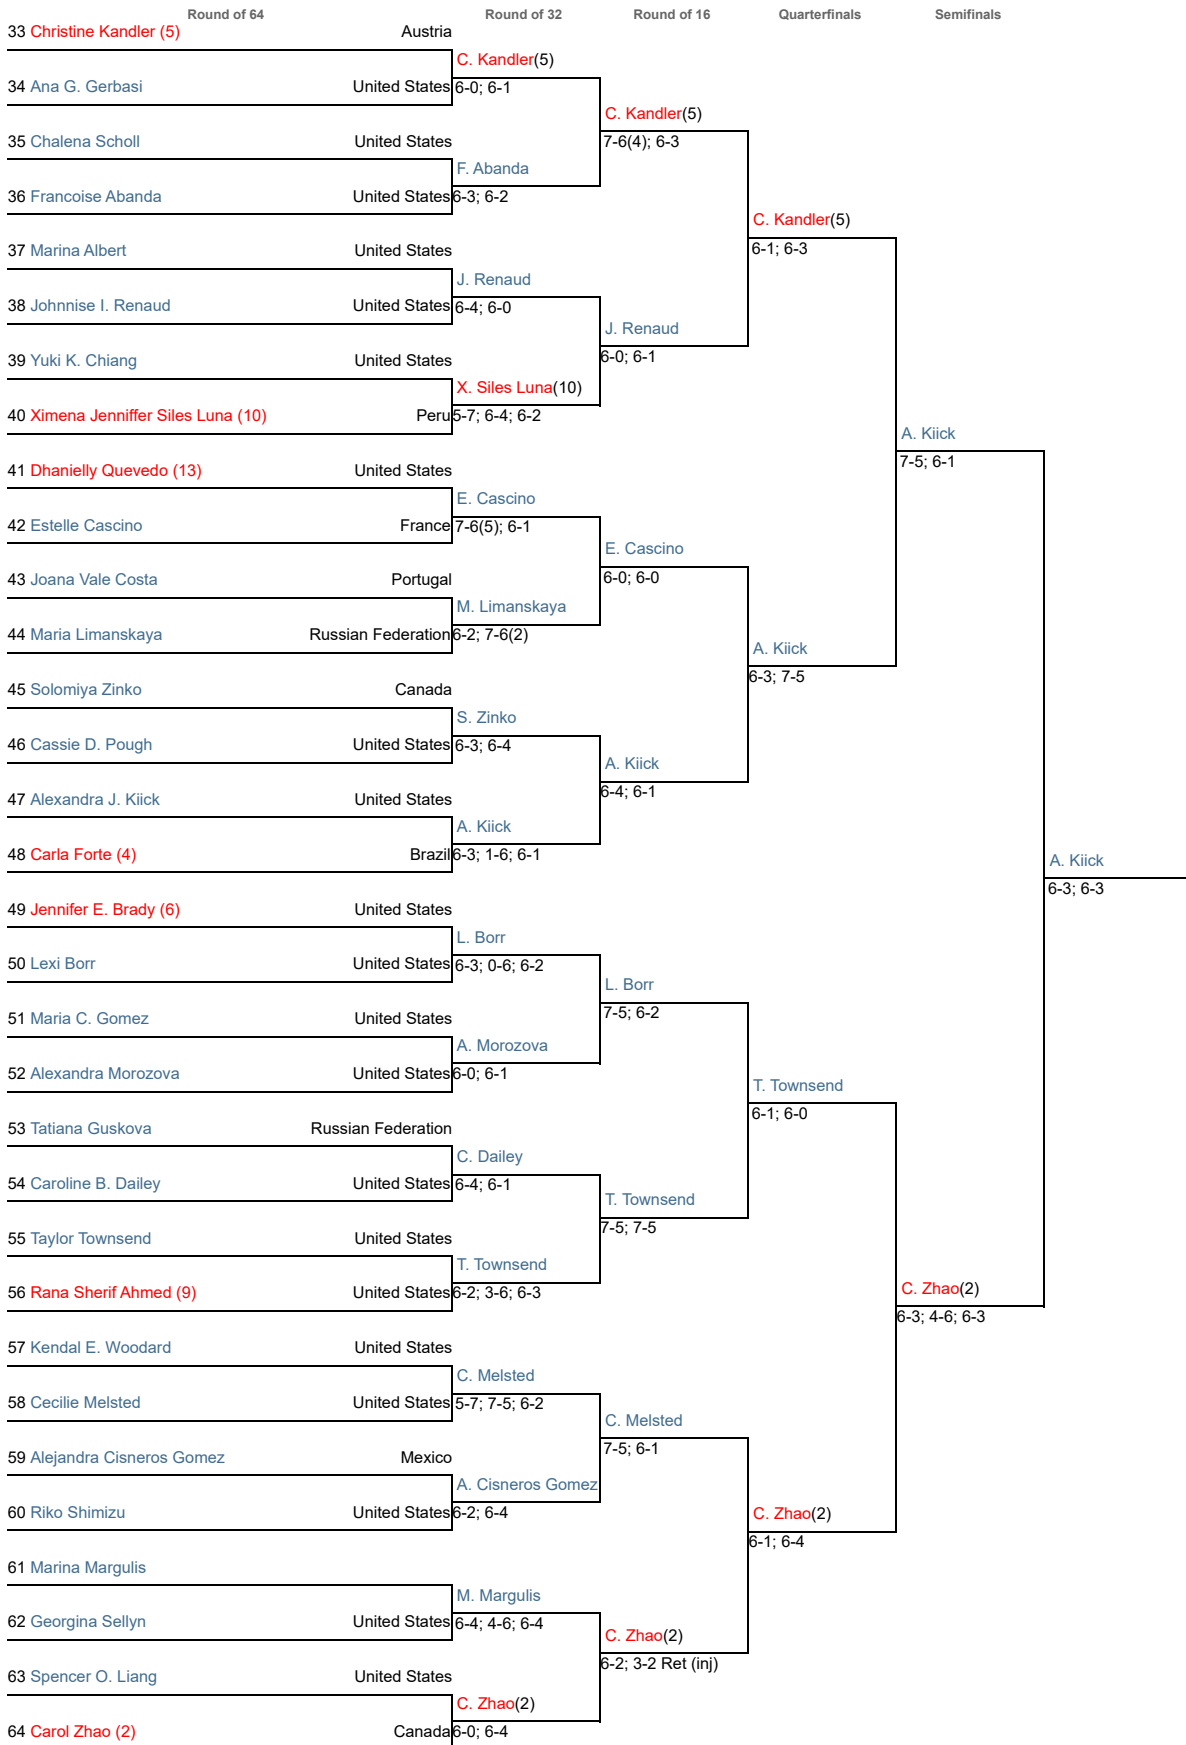 Round of 64 Round of 32 Round of 16 Quarterfinals Semifinals
33 Christine Kandler (5) Austria
C. Kandler(5)
34 Ana G. Gerbasi United States 6-0; 6-1
C. Kandler(5)
35 Chalena Scholl United States 7-6(4); 6-3
F. Abanda
36 Francoise Abanda United States 6-3; 6-2
C. Kandler(5)
37 Marina Albert United States 6-1; 6-3
J. Renaud
38 Johnnise I. Renaud United States 6-4; 6-0
J. Renaud
39 Yuki K. Chiang United States 6-0; 6-1
X. Siles Luna(10)
40 Ximena Jenniffer Siles Luna (10) Peru 5-7; 6-4; 6-2
A. Kiick
41 Dhanielly Quevedo (13) United States 7-5; 6-1
E. Cascino
42 Estelle Cascino France 7-6(5); 6-1
E. Cascino
43 Joana Vale Costa Portugal 6-0; 6-0
M. Limanskaya
44 Maria Limanskaya Russian Federation 6-2; 7-6(2)
A. Kiick
45 Solomiya Zinko Canada 6-3; 7-5
S. Zinko
46 Cassie D. Pough United States 6-3; 6-4
A. Kiick
47 Alexandra J. Kiick United States 6-4; 6-1
A. Kiick
48 Carla Forte (4) Brazil 6-3; 1-6; 6-1
A. Kiick
6-3; 6-3
49 Jennifer E. Brady (6) United States
L. Borr
50 Lexi Borr United States 6-3; 0-6; 6-2
L. Borr
51 Maria C. Gomez United States 7-5; 6-2
A. Morozova
52 Alexandra Morozova United States 6-0; 6-1
T. Townsend
53 Tatiana Guskova Russian Federation 6-1; 6-0
C. Dailey
54 Caroline B. Dailey United States 6-4; 6-1
T. Townsend
55 Taylor Townsend United States 7-5; 7-5
T. Townsend
56 Rana Sherif Ahmed (9) United States 6-2; 3-6; 6-3
C. Zhao(2)
6-3; 4-6; 6-3
57 Kendal E. Woodard United States
C. Melsted
58 Cecilie Melsted United States 5-7; 7-5; 6-2
C. Melsted
59 Alejandra Cisneros Gomez Mexico 7-5; 6-1
A. Cisneros Gomez
60 Riko Shimizu United States 6-2; 6-4
C. Zhao(2)
6-1; 6-4
61 Marina Margulis
M. Margulis
62 Georgina Sellyn United States 6-4; 4-6; 6-4
C. Zhao(2)
6-2; 3-2 Ret (inj)
63 Spencer O. Liang United States
C. Zhao(2)
64 Carol Zhao (2) Canada 6-0; 6-4